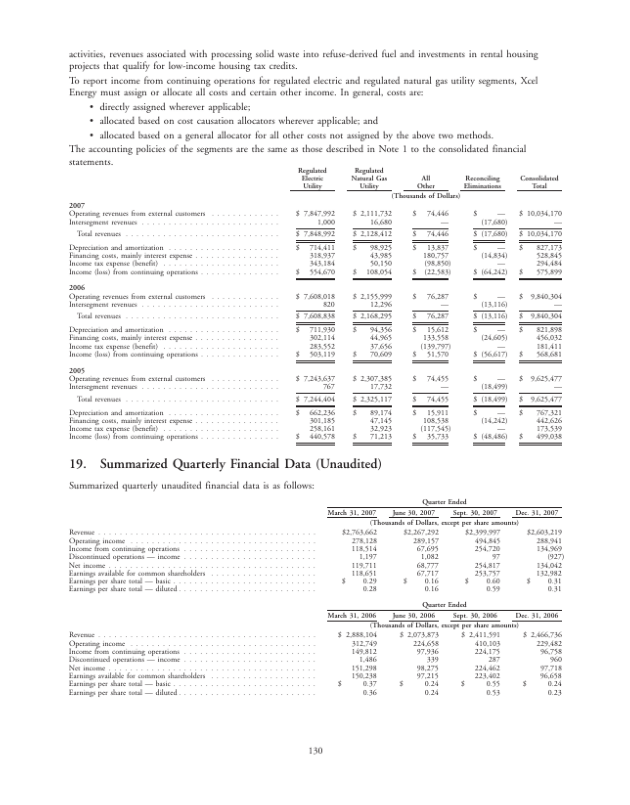 activities, revenues associated with processing solid waste into refuse-derived fuel and investments in rental housing
projects that qualify for low-income housing tax credits.
To report income from continuing operations for regulated electric and regulated natural gas utility segments, Xcel
Energy must assign or allocate all costs and certain other income. In general, costs are:
• directly assigned wherever applicable;
• allocated based on cost causation allocators wherever applicable; and
• allocated based on a general allocator for all other costs not assigned by the above two methods.
The accounting policies of the segments are the same as those described in Note 1 to the consolidated financial
statements.
Regulated Electric Utility Regulated Natural Gas Utility All Other Reconciling Eliminations Consolidated Total
(Thousands of Dollars)
2007
Operating revenues from external customers $ 7,847,992 $ 2,111,732 $ 74,446 $ — $ 10,034,170
Intersegment revenues 1,000 16,680 — (17,680) —
Total revenues $ 7,848,992 $ 2,128,412 $ 74,446 $ (17,680) $ 10,034,170
Depreciation and amortization $ 714,411 $ 98,925 $ 13,837 $ — $ 827,173
Financing costs, mainly interest expense 318,937 43,985 180,757 (14,834) 528,845
Income tax expense (benefit) 343,184 50,150 (98,850) — 294,484
Income (loss) from continuing operations $ 554,670 $ 108,054 $ (22,583) $ (64,242) $ 575,899
2006
Operating revenues from external customers $ 7,608,018 $ 2,155,999 $ 76,287 $ — $ 9,840,304
Intersegment revenues 820 12,296 — (13,116) —
Total revenues $ 7,608,838 $ 2,168,295 $ 76,287 $ (13,116) $ 9,840,304
Depreciation and amortization $ 711,930 $ 94,356 $ 15,612 $ — $ 821,898
Financing costs, mainly interest expense 302,114 44,965 133,558 (24,605) 456,032
Income tax expense (benefit) 283,552 37,656 (139,797) — 181,411
Income (loss) from continuing operations $ 503,119 $ 70,609 $ 51,570 $ (56,617) $ 568,681
2005
Operating revenues from external customers $ 7,243,637 $ 2,307,385 $ 74,455 $ — $ 9,625,477
Intersegment revenues 767 17,732 — (18,499) —
Total revenues $ 7,244,404 $ 2,325,117 $ 74,455 $ (18,499) $ 9,625,477
Depreciation and amortization $ 662,236 $ 89,174 $ 15,911 $ — $ 767,321
Financing costs, mainly interest expense 301,185 47,145 108,538 (14,242) 442,626
Income tax expense (benefit) 258,161 32,923 (117,545) — 173,539
Income (loss) from continuing operations $ 440,578 $ 71,213 $ 35,733 $ (48,486) $ 499,038
19. Summarized Quarterly Financial Data (Unaudited)
Summarized quarterly unaudited financial data is as follows:
Quarter Ended
March 31, 2007 June 30, 2007 Sept. 30, 2007 Dec. 31, 2007
(Thousands of Dollars, except per share amounts)
Revenue $2,763,662 $2,267,292 $2,399,997 $2,603,219
Operating income 278,128 289,157 494,845 288,941
Income from continuing operations 118,514 67,695 254,720 134,969
Discontinued operations — income 1,197 1,082 97 (927)
Net income 119,711 68,777 254,817 134,042
Earnings available for common shareholders 118,651 67,717 253,757 132,982
Earnings per share total — basic $ 0.29 $ 0.16 $ 0.60 $ 0.31
Earnings per share total — diluted 0.28 0.16 0.59 0.31
Quarter Ended
March 31, 2006 June 30, 2006 Sept. 30, 2006 Dec. 31, 2006
(Thousands of Dollars, except per share amounts)
Revenue $ 2,888,104 $ 2,073,873 $ 2,411,591 $ 2,466,736
Operating income 312,749 224,658 410,103 229,482
Income from continuing operations 149,812 97,936 224,175 96,758
Discontinued operations — income 1,486 339 287 960
Net income 151,298 98,275 224,462 97,718
Earnings available for common shareholders 150,238 97,215 223,402 96,658
Earnings per share total — basic $ 0.37 $ 0.24 $ 0.55 $ 0.24
Earnings per share total — diluted 0.36 0.24 0.53 0.23
130